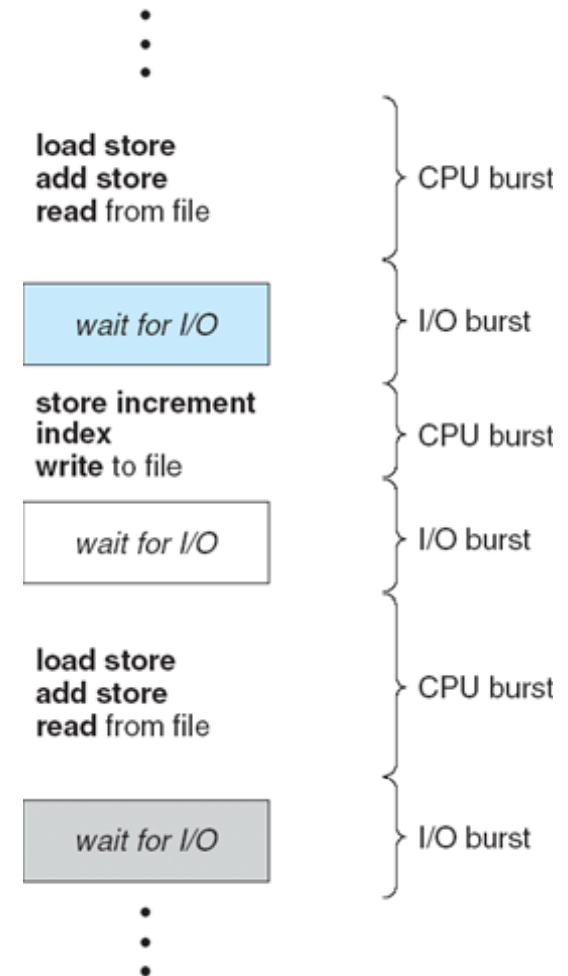 load store
add store
read from file
CPU burst
wait for I/O
I/O burst
store increment
index
write to file
CPU burst
wait for I/O
I/O burst
load store
add store
read from file
CPU burst
wait for I/O
I/O burst